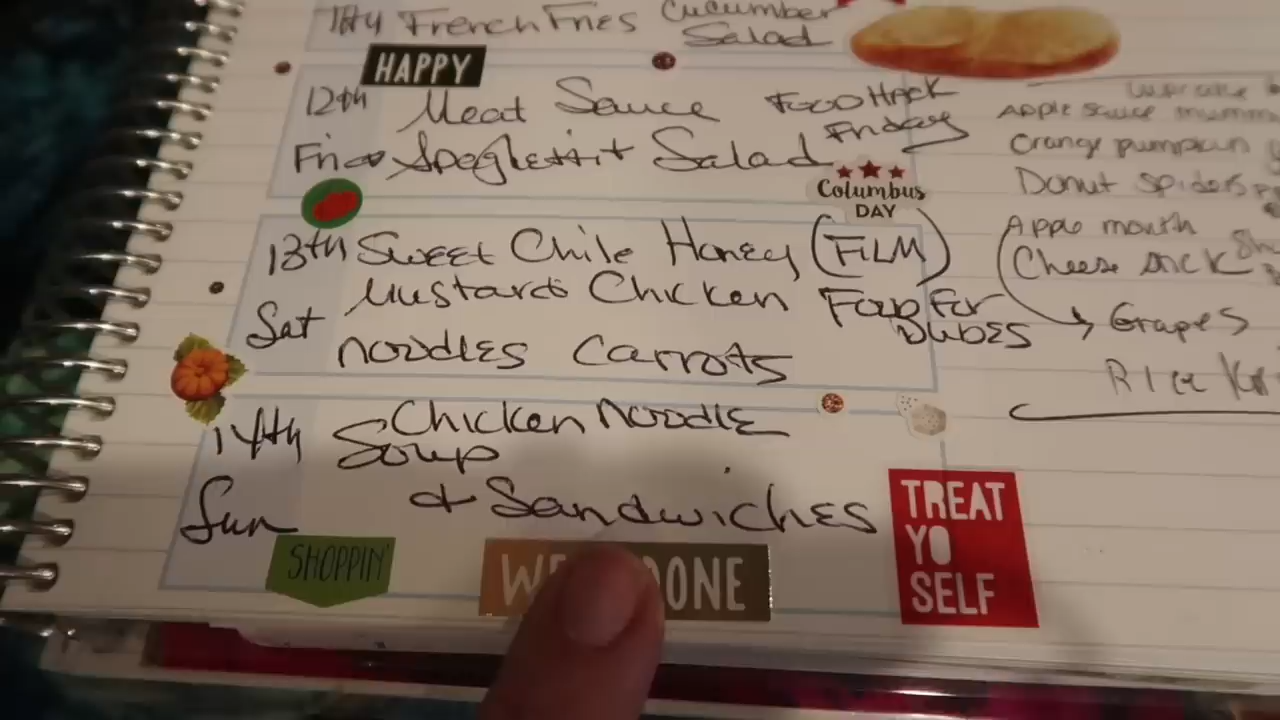 11th French Fries Cucumber
Salad
HAPPY
12th Meat Sauce Food Hack
Friday
Fri Speghetti + Salad
Columbus
DAY
13th Sweet Chile Honey (FILM)
Mustard Chicken Food For
Dudes
Sat
Noodles Carrots
14th Chicken Noodle
Soup
Sun + Sandwiches
SHOPPIN'
WE DONE
TREAT
YO
SELF
Apple sauce
Orange pumpkin
Donut spiders
Apple mouth
Cheese
Grapes
Rice